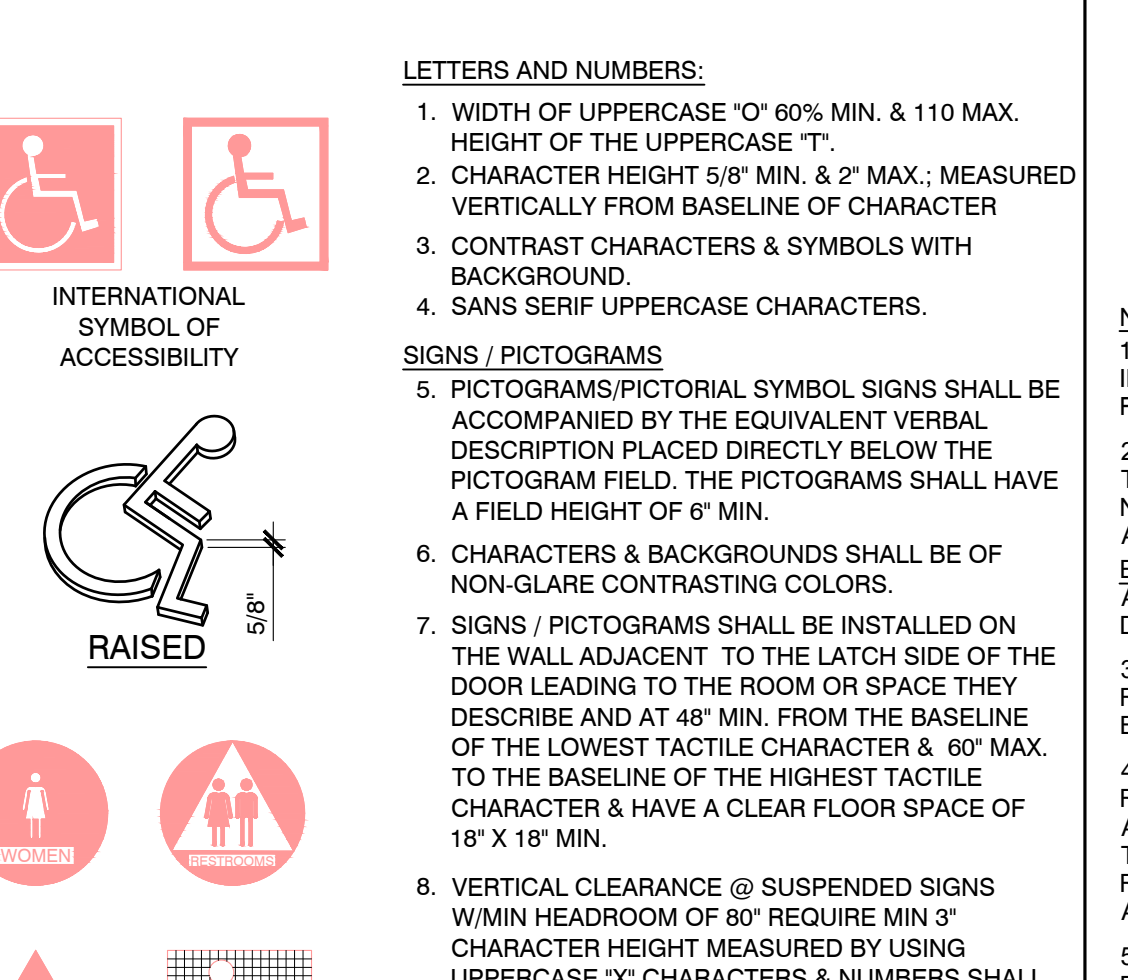 LETTERS AND NUMBERS:
1. WIDTH OF UPPERCASE "O" 60% MIN. & 110 MAX.
HEIGHT OF THE UPPERCASE "T".
2. CHARACTER HEIGHT 5/8" MIN. & 2" MAX.; MEASURED
VERTICALLY FROM BASELINE OF CHARACTER
3. CONTRAST CHARACTERS & SYMBOLS WITH
BACKGROUND.
4. SANS SERIF UPPERCASE CHARACTERS.
SIGNS / PICTOGRAMS
5. PICTOGRAMS/PICTORIAL SYMBOL SIGNS SHALL BE
ACCOMPANIED BY THE EQUIVALENT VERBAL
DESCRIPTION PLACED DIRECTLY BELOW THE
PICTOGRAM FIELD. THE PICTOGRAMS SHALL HAVE
A FIELD HEIGHT OF 6" MIN.
6. CHARACTERS & BACKGROUNDS SHALL BE OF
NON-GLARE CONTRASTING COLORS.
7. SIGNS / PICTOGRAMS SHALL BE INSTALLED ON
THE WALL ADJACENT TO THE LATCH SIDE OF THE
DOOR LEADING TO THE ROOM OR SPACE THEY
DESCRIBE AND AT 48" MIN. FROM THE BASELINE
OF THE LOWEST TACTILE CHARACTER & 60" MAX.
TO THE BASELINE OF THE HIGHEST TACTILE
CHARACTER & HAVE A CLEAR FLOOR SPACE OF
18" X 18" MIN.
8. VERTICAL CLEARANCE @ SUSPENDED SIGNS
W/MIN HEADROOM OF 80" REQUIRE MIN 3"
CHARACTER HEIGHT MEASURED BY USING
UPPERCASE "X" CHARACTERS & NUMBERS SHALL
INTERNATIONAL
SYMBOL OF
ACCESSIBILITY
5/8"
RAISED
WOMEN
RESTROOMS